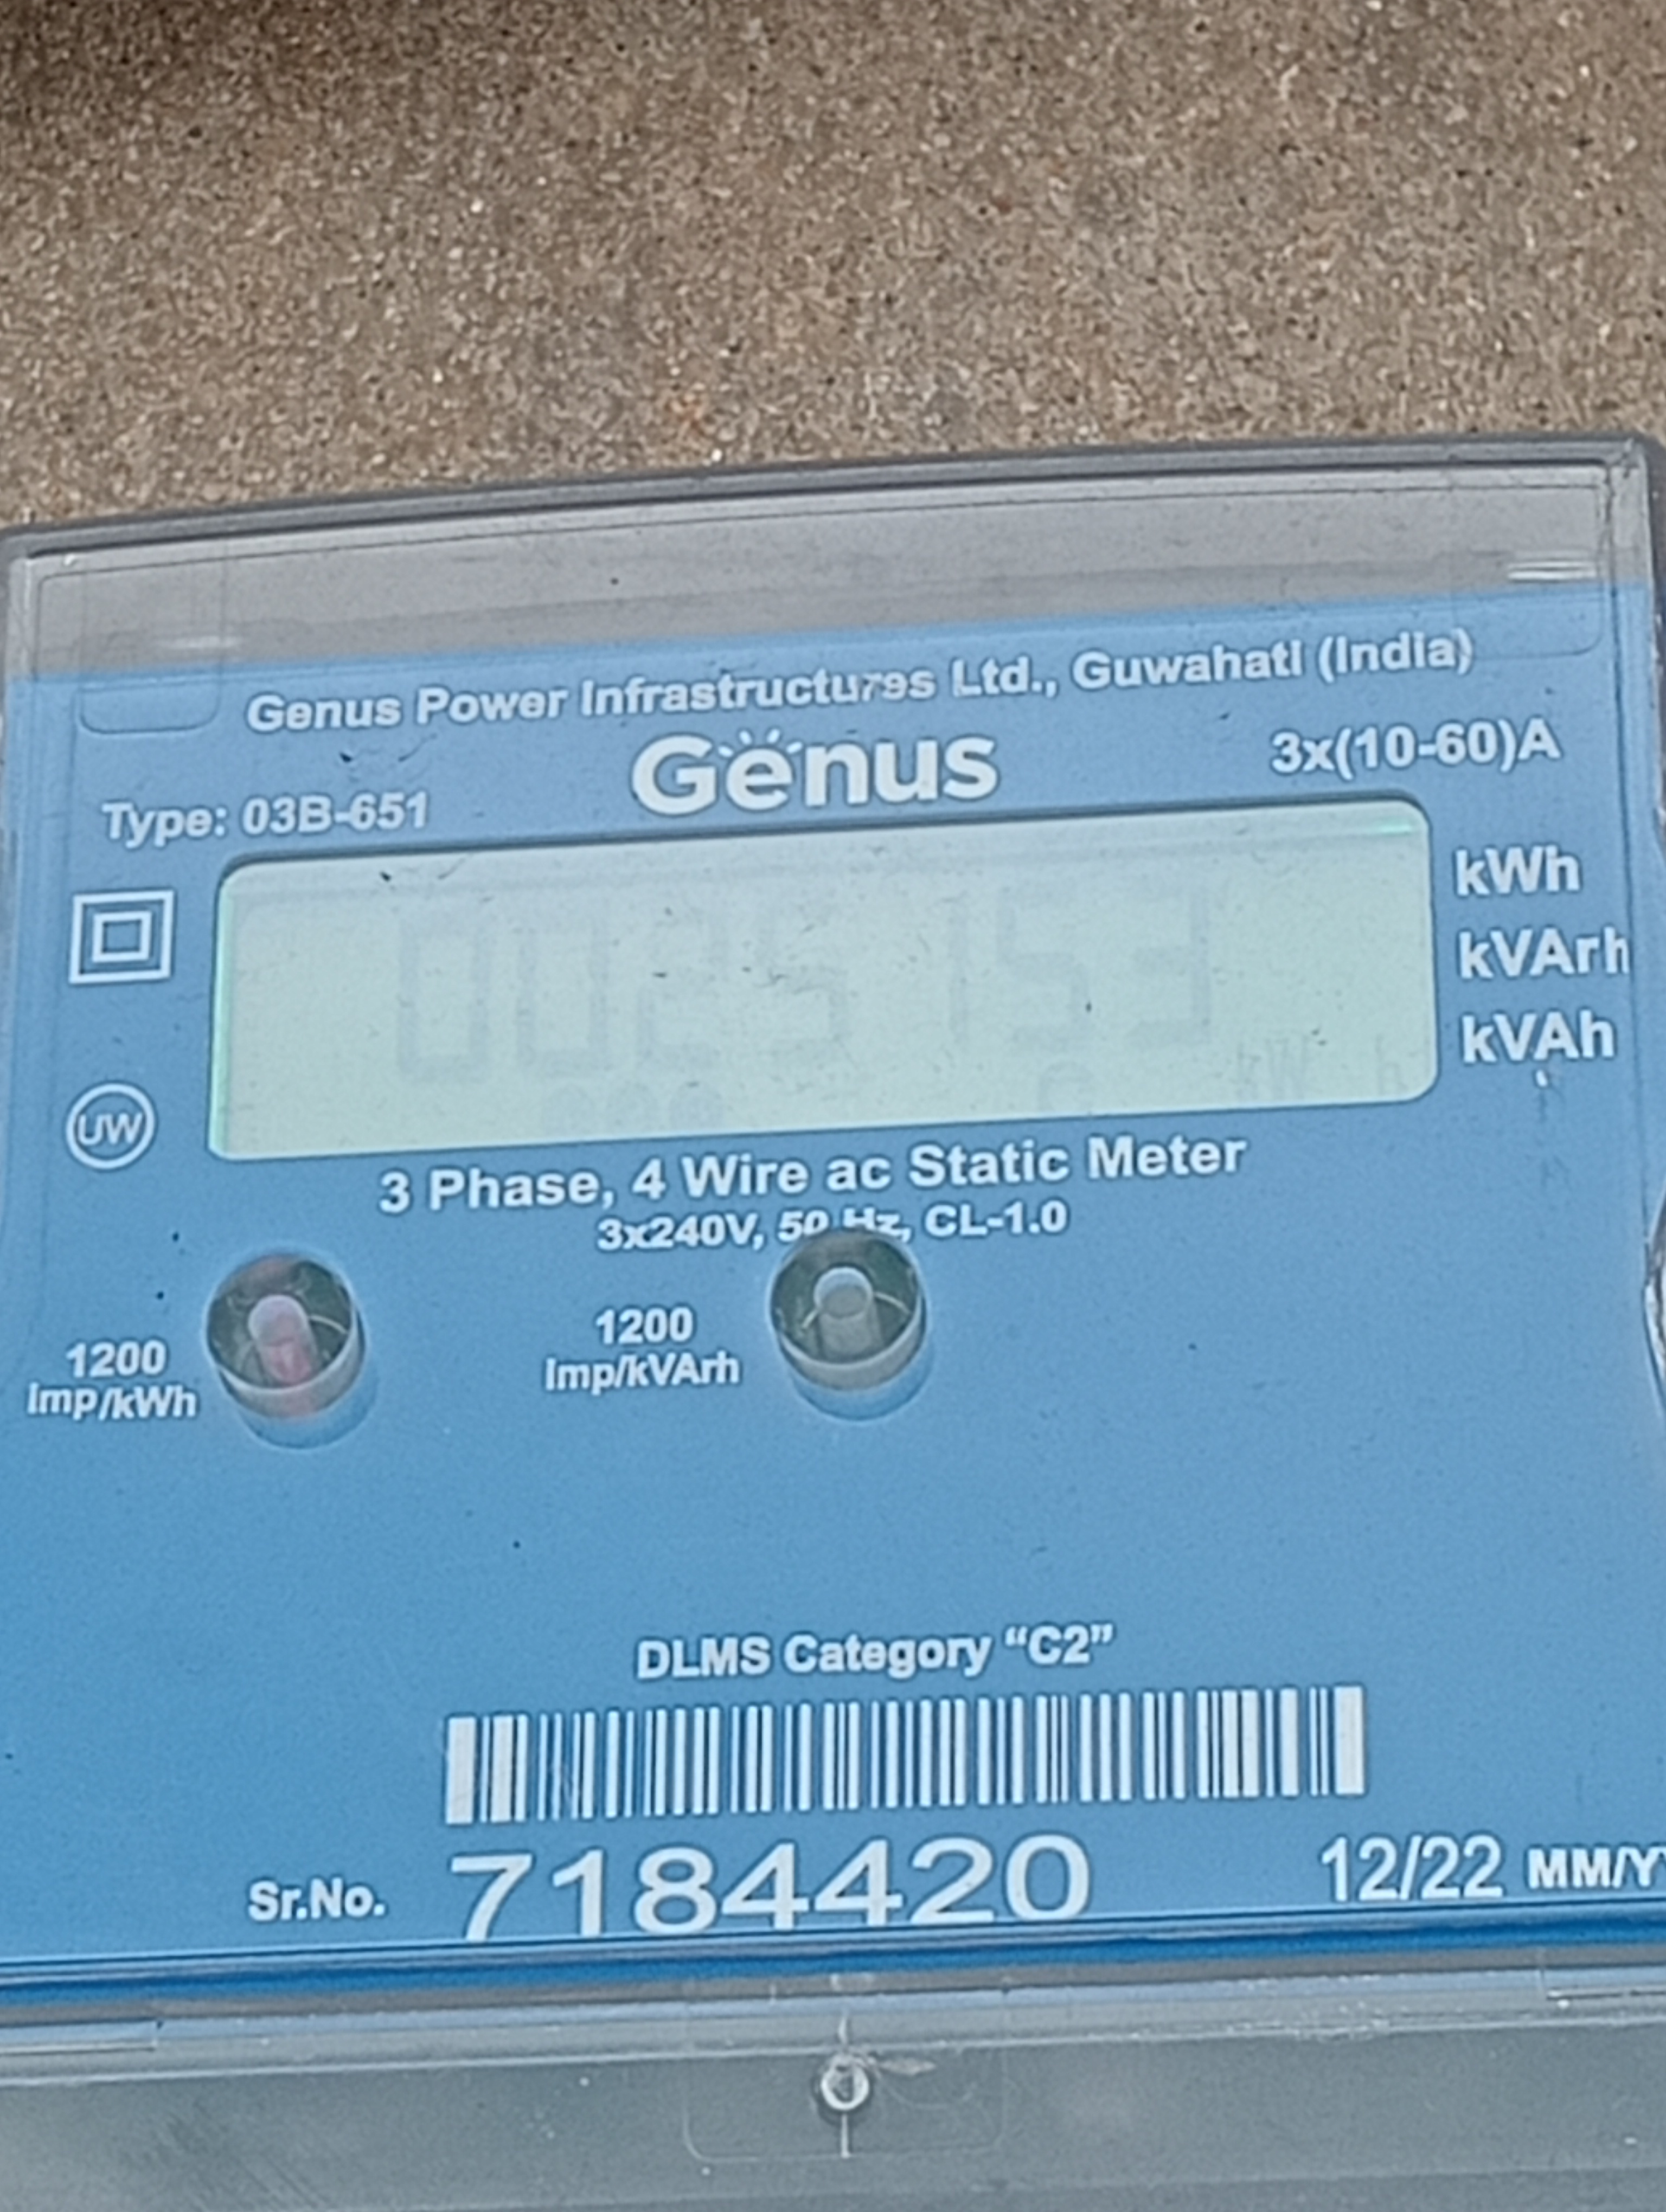 Genus Power Infrastructures Ltd., Guwahati (India)
Genus
3x(10-60)A
Type: 03B-651
kWh
kVArh
kVAh
UW
kW h
3 Phase, 4 Wire ac Static Meter
3x240V, 50 Hz, CL-1.0
1200
Imp/kWh
1200
Imp/kVArh
DLMS Category “C2”
Sr.No. 7184420 12/22 MM/Y